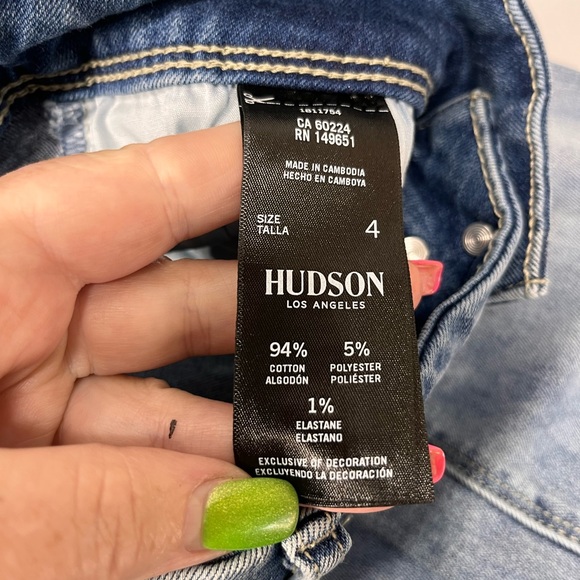 1811754
CA 60224
RN 149651
MADE IN CAMBODIA
HECHO EN CAMBOYA
SIZE
TALLA
4
HUDSON
LOS ANGELES
94% 5%
COTTON POLYESTER
ALGODÓN POLIÉSTER
1%
ELASTANE
ELASTANO
EXCLUSIVE OF DECORATION
EXCLUYENDO LA DECORACIÓN